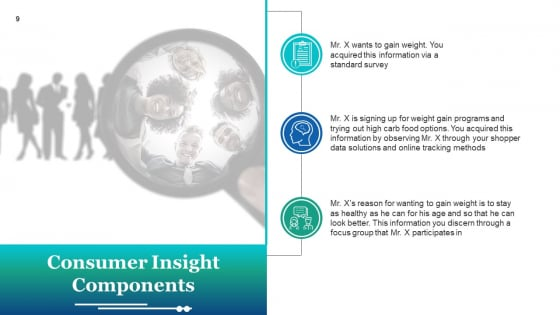 9
Mr. X wants to gain weight. You
acquired this information via a
standard survey
Mr. X is signing up for weight gain programs and
trying out high carb food options. You acquired this
information by observing Mr. X through your shopper
data solutions and online tracking methods
Mr. X's reason for wanting to gain weight is to stay
as healthy as he can for his age and so that he can
look better. This information you discern through a
focus group that Mr. X participates in
Consumer Insight
Components